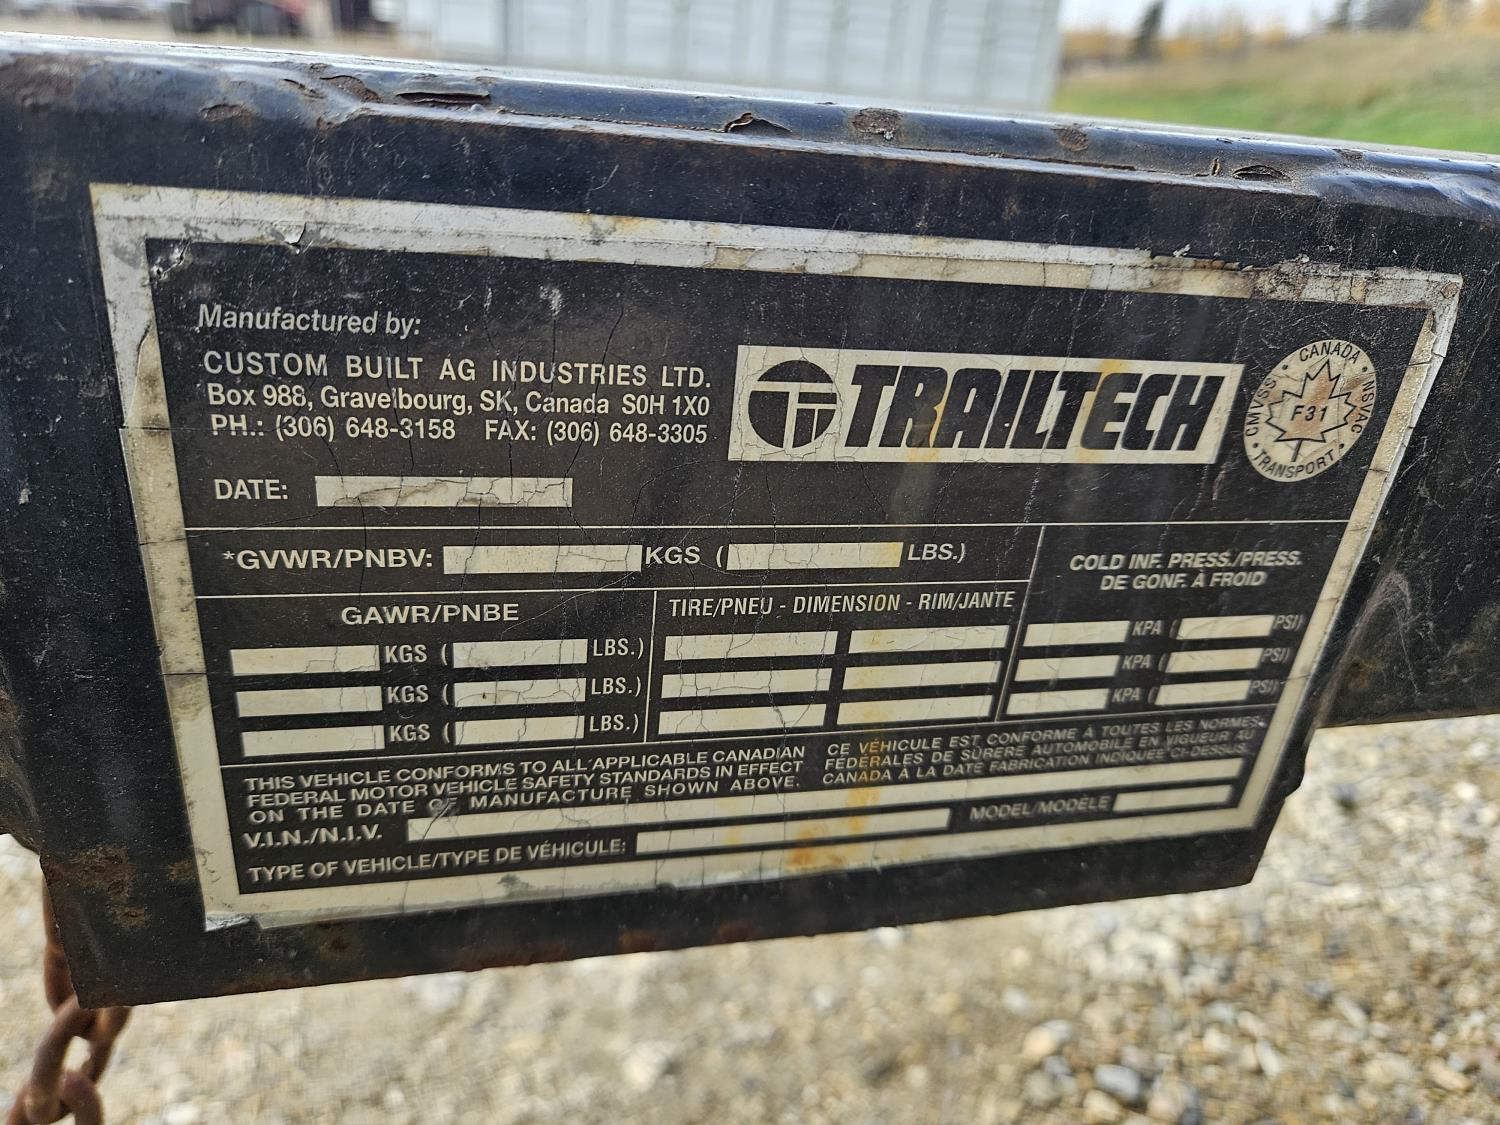 Manufactured by:
CUSTOM BUILT AG INDUSTRIES LTD.
Box 988, Gravelbourg, SK, Canada S0H 1X0
PH.: (306) 648-3158 FAX: (306) 648-3305
TRAILTECH
CANADA
CMVSS
NSVAC
F31
TRANSPORT
DATE:
*GVWR/PNBV: KGS ( LBS.)
GAWR/PNBE
KGS ( LBS.)
KGS ( LBS.)
KGS ( LBS.)
TIRE/PNEU - DIMENSION - RIM/JANTE
COLD INF. PRESS./PRESS.
DE GONF. À FROID
KPA ( PSI)
KPA ( PSI)
KPA ( PSI)
THIS VEHICLE CONFORMS TO ALL APPLICABLE CANADIAN
FEDERAL MOTOR VEHICLE SAFETY STANDARDS IN EFFECT
ON THE DATE OF MANUFACTURE SHOWN ABOVE.
CE VÉHICULE EST CONFORME À TOUTES LES NORMES
FÉDERALES DE SÛRERE AUTOMOBILE EN VIGUEUR AU
CANADA À LA DATE FABRICATION INDIQUÉE CI-DESSUS.
V.I.N./N.I.V.
TYPE OF VEHICLE/TYPE DE VÉHICULE: MODEL/MODÈLE